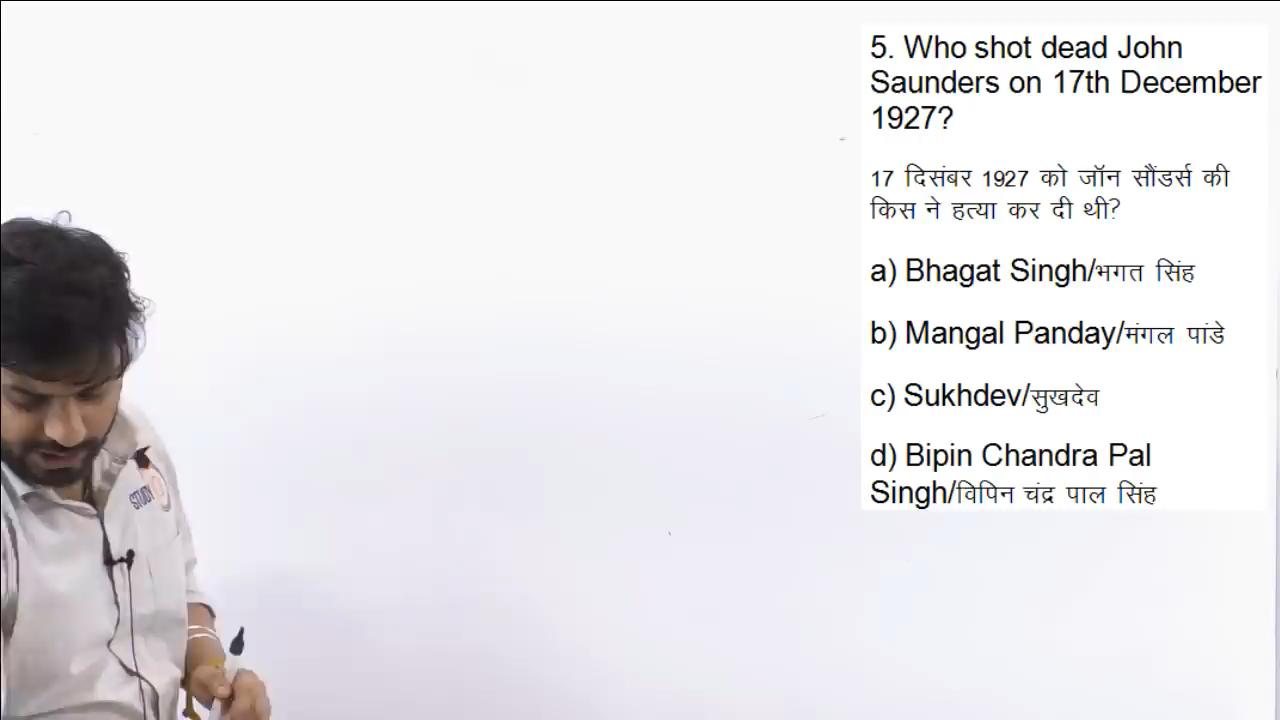 5. Who shot dead John
Saunders on 17th December
1927?
17 दिसंबर 1927 को जॉन सौंडर्स की
किस ने हत्या कर दी थी?
a) Bhagat Singh/भगत सिंह
b) Mangal Panday/मंगल पांडे
c) Sukhdev/सुखदेव
d) Bipin Chandra Pal
Singh/विपिन चंद्र पाल सिंह
STUDY